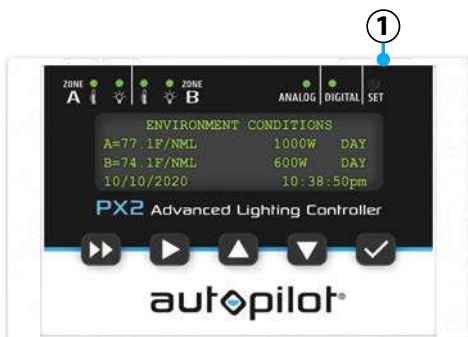 1
ZONE A ZONE B ANALOG DIGITAL SET
ENVIRONMENT CONDITIONS
A=77.1F/NML 1000W DAY
B=74.1F/NML 600W DAY
10/10/2020 10:38:50pm
PX2 Advanced Lighting Controller
autopilot